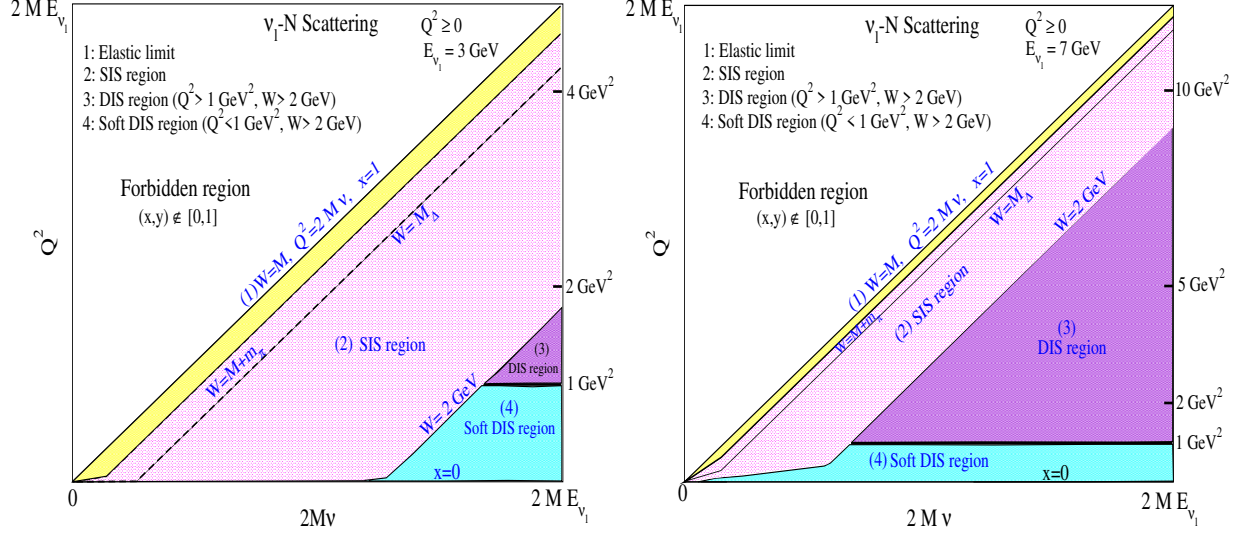 2 M E_ν_l
ν_l-N Scattering
Q² ≥ 0
E_ν_l = 3 GeV
1: Elastic limit
2: SIS region
3: DIS region (Q² > 1 GeV², W > 2 GeV)
4: Soft DIS region (Q² < 1 GeV², W > 2 GeV)
Forbidden region
(x,y) ∉ [0,1]
(1) W=M, Q²=2 M ν, x=1
W=M+m_π
W= M_Δ
(2) SIS region
W= 2 GeV
(3)
DIS region
(4)
Soft DIS region
x=0
4 GeV²
2 GeV²
1 GeV²
Q²
0
2Mν
2 M E_ν_l
2 M E_ν_l
ν_l-N Scattering
Q² ≥ 0
E_ν_l = 7 GeV
1: Elastic limit
2: SIS region
3: DIS region (Q² > 1 GeV², W > 2 GeV)
4: Soft DIS region (Q² < 1 GeV², W > 2 GeV)
Forbidden region
(x,y) ∉ [0,1]
(1) W=M, Q²=2 M ν, x=1
W=M+m_π
W=M_Δ
(2) SIS region
W=2 GeV
(3)
DIS region
(4) Soft DIS region
x=0
10 GeV²
5 GeV²
2 GeV²
1 GeV²
Q²
0
2 M ν
2 M E_ν_l